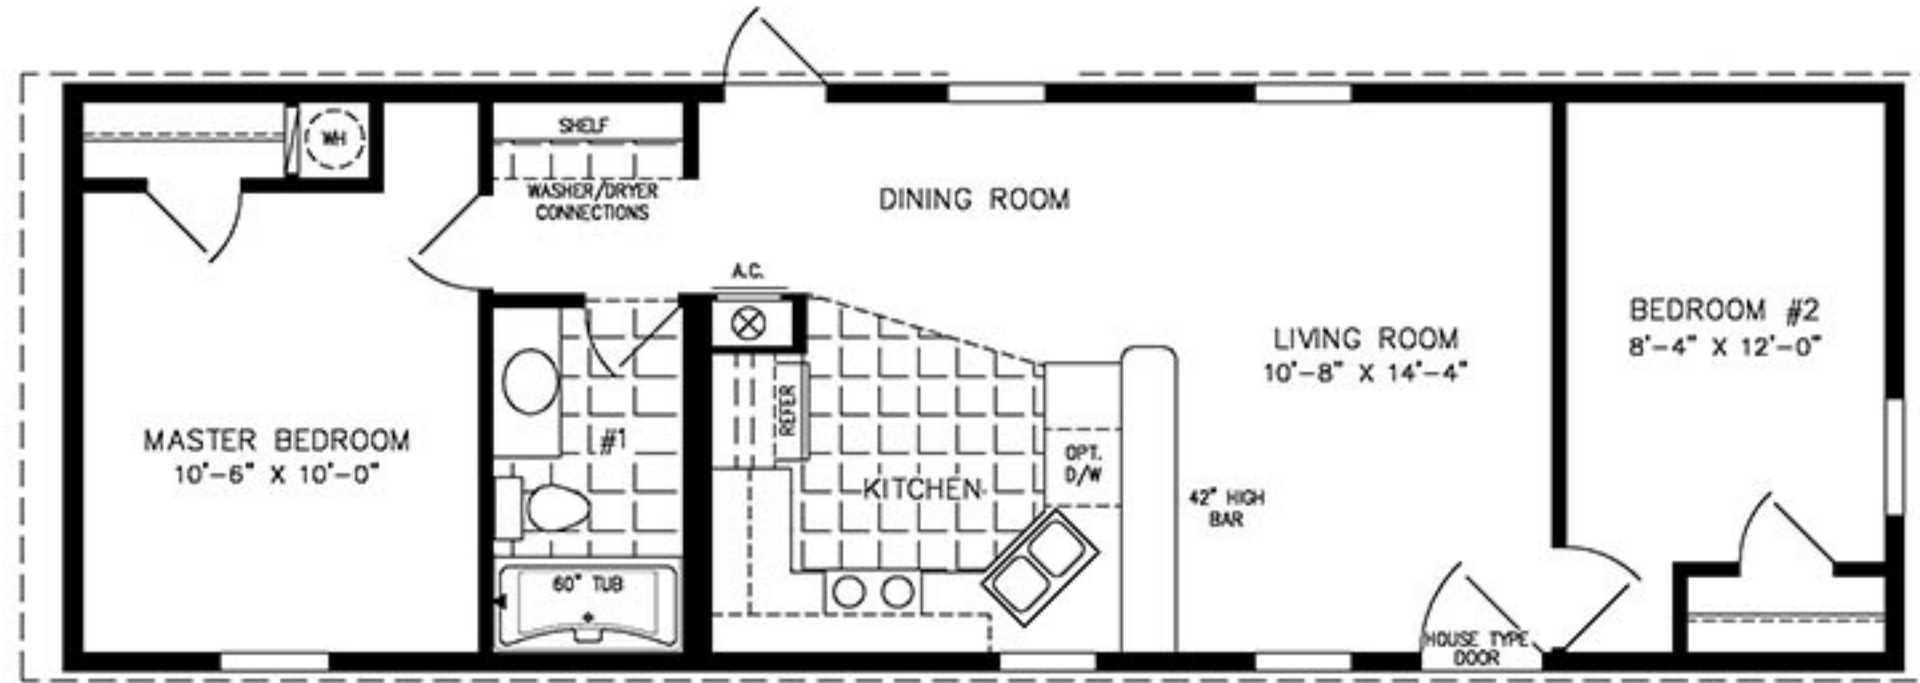 WH
SHELF
WASHER/DRYER
CONNECTIONS
DINING ROOM
A.C.
BEDROOM #2
8'-4" X 12'-0"
LIVING ROOM
10'-8" X 14'-4"
MASTER BEDROOM
10'-6" X 10'-0"
#1
REFER
KITCHEN
OPT.
D/W
42" HIGH
BAR
60" TUB
HOUSE TYPE
DOOR